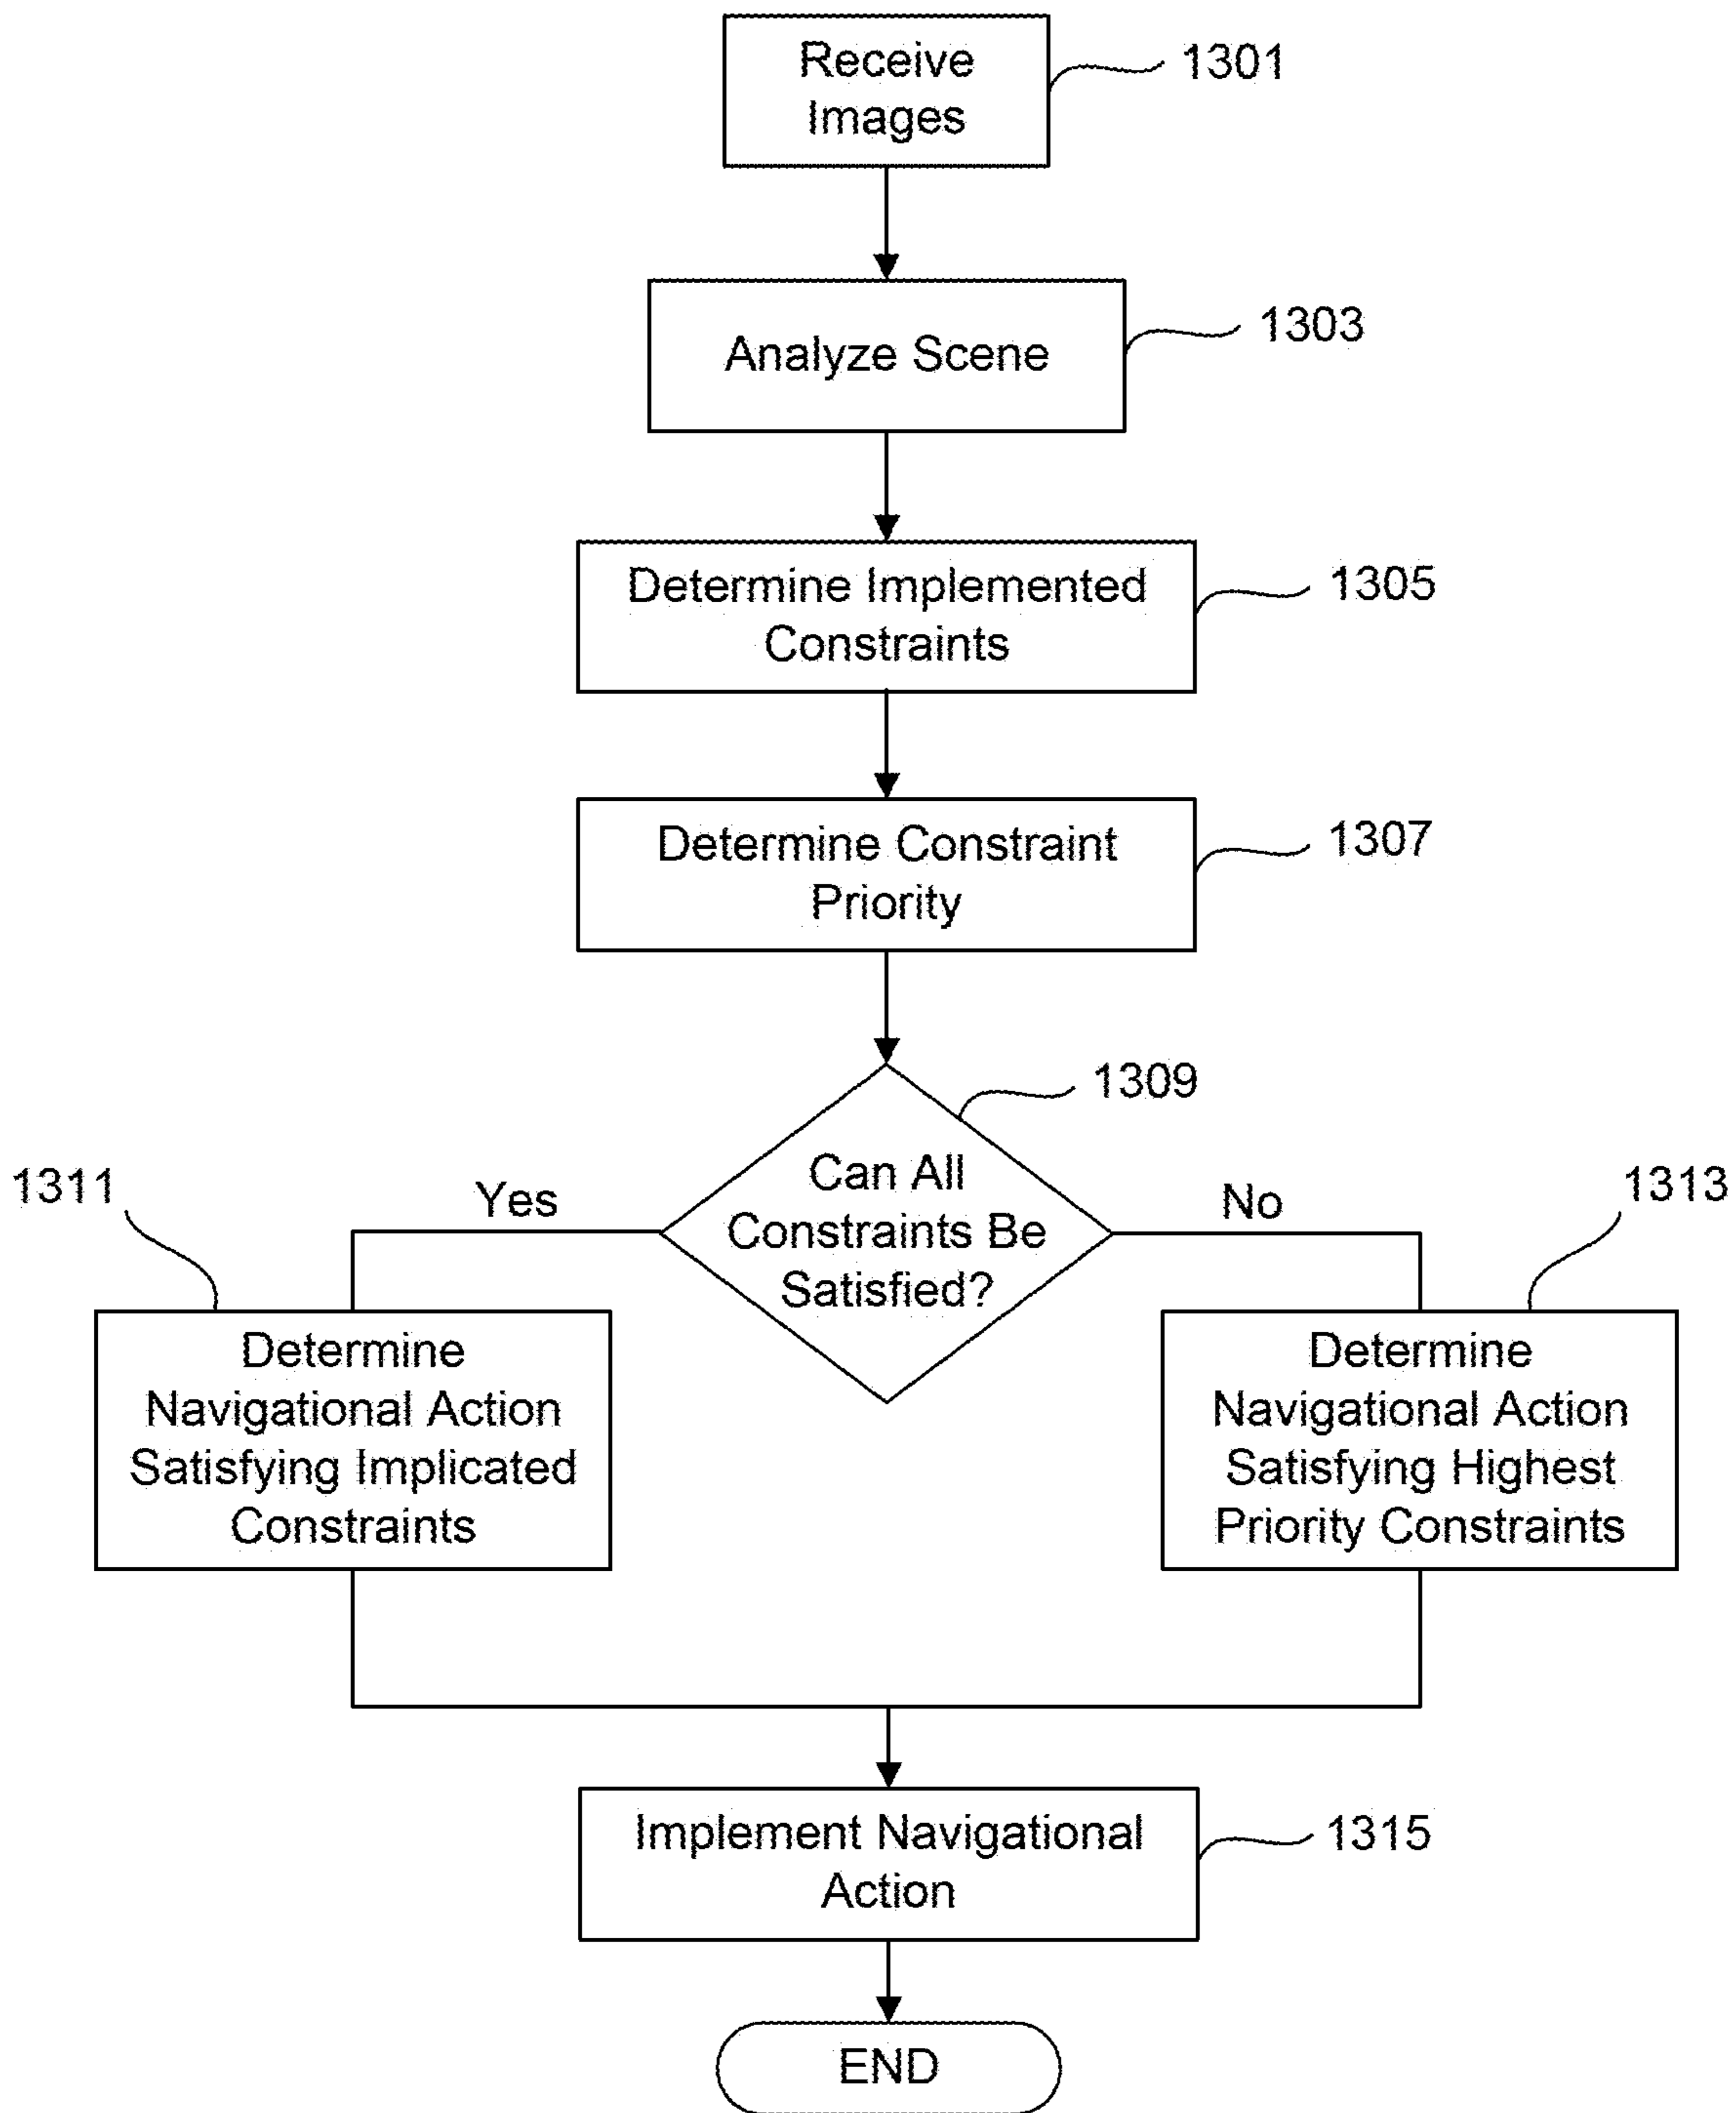 Receive
Images
1301
Analyze Scene
1303
Determine Implemented
Constraints
1305
Determine Constraint
Priority
1307
1309
Can All
Constraints Be
Satisfied?
Yes
No
1311
Determine
Navigational Action
Satisfying Implicated
Constraints
1313
Determine
Navigational Action
Satisfying Highest
Priority Constraints
Implement Navigational
Action
1315
END